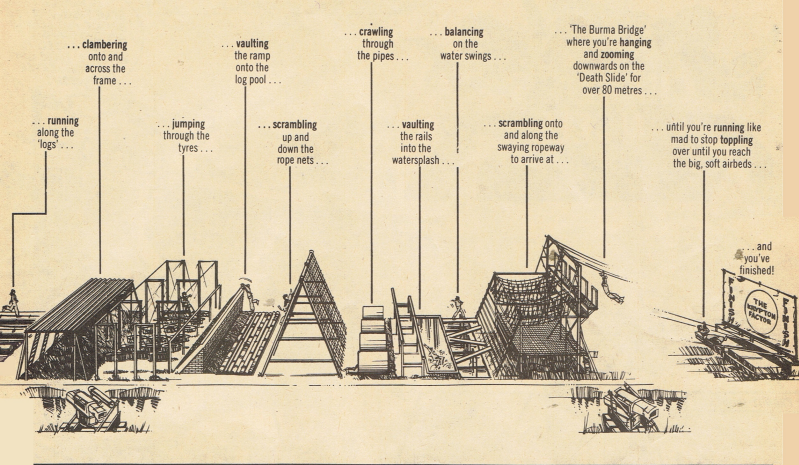 ... running
along the
'logs' ...
... clambering
onto and
across the
frame ...
... jumping
through the
tyres ...
... vaulting
the ramp
onto the
log pool ...
... scrambling
up and
down the
rope nets ...
... crawling
through
the pipes ...
... vaulting
the rails
into the
watersplash ...
... balancing
on the
water swings ...
... scrambling onto
and along the
swaying ropeway
to arrive at ...
... 'The Burma Bridge'
where you're hanging
and zooming
downwards on the
'Death Slide' for
over 80 metres ...
... until you're running like
mad to stop toppling
over until you reach
the big, soft airbeds ...
... and
you've
finished!
FINISH
THE
KRYPTON
FACTOR
FINISH